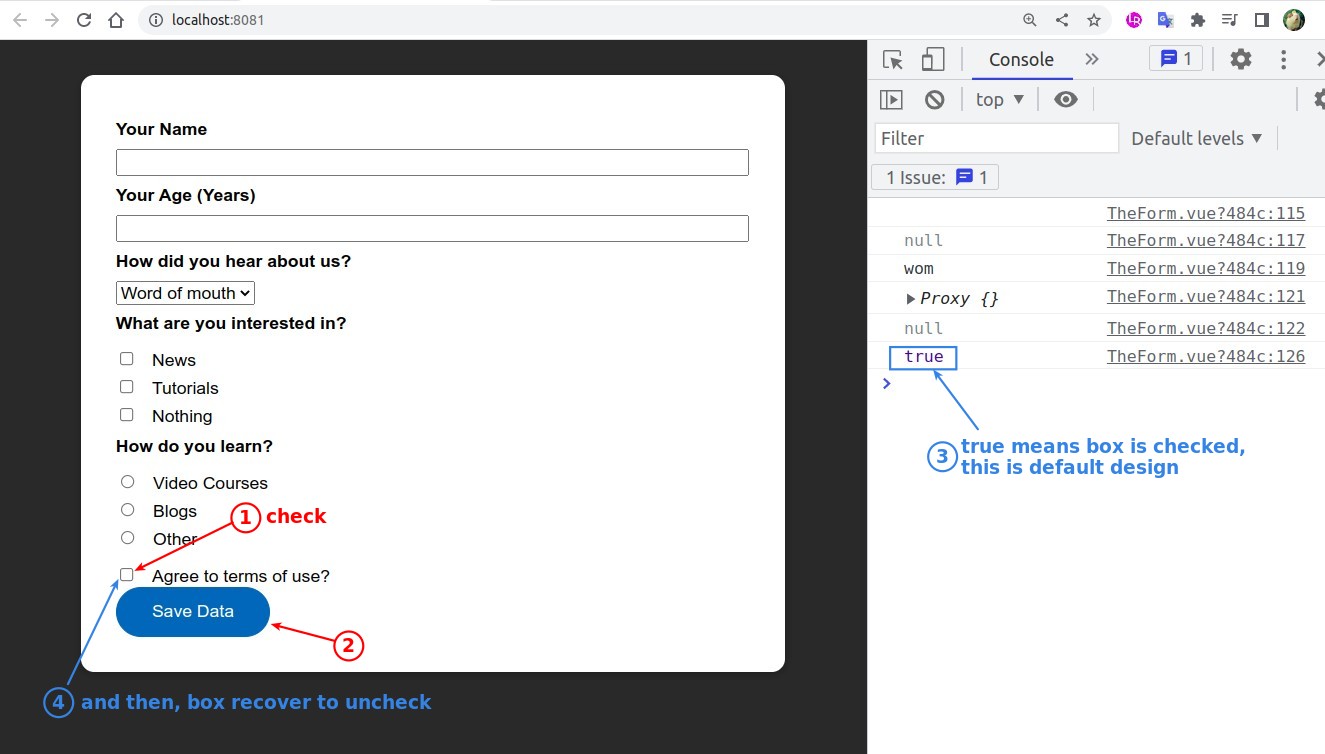 localhost:8081
Console
1
top
Filter
Default levels
1 Issue: 1
TheForm.vue?484c:115
null TheForm.vue?484c:117
wom TheForm.vue?484c:119
Proxy {} TheForm.vue?484c:121
null TheForm.vue?484c:122
true TheForm.vue?484c:126
3 true means box is checked,
this is default design
Your Name
Your Age (Years)
How did you hear about us?
Word of mouth
What are you interested in?
News
Tutorials
Nothing
How do you learn?
Video Courses
Blogs
1 check
Other
Agree to terms of use?
Save Data
2
4 and then, box recover to uncheck